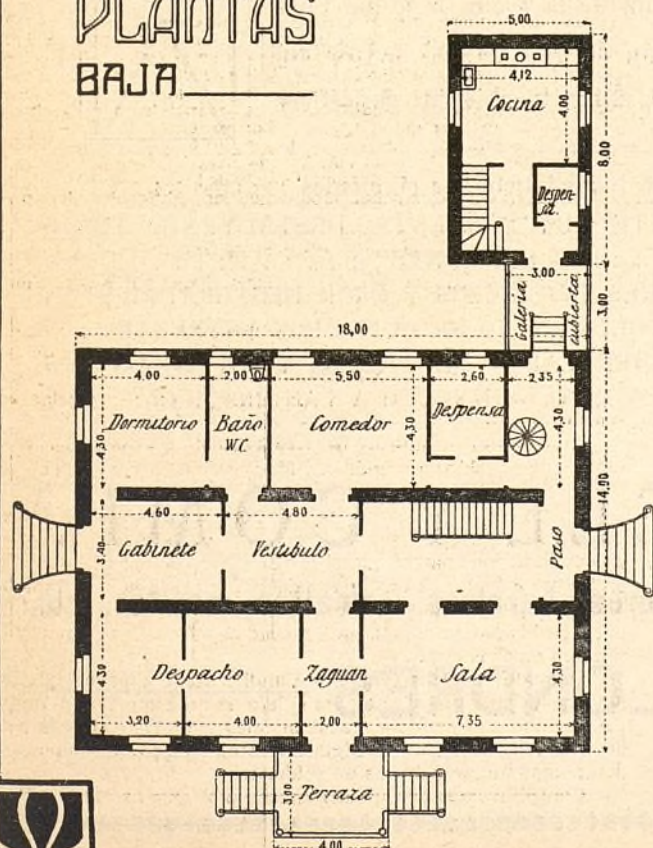 PLANTAS
BAJA
5,00
4,12
Cocina
4,00
8,00
Despen-
sa.
3,00
Galería cubierta
3,00
18,00
4,00 2,00 5,50 2,60 2,35
Dormitorio Baño Comedor Despensa
W.C.
4,30 4,30 4,30
14,00
4,60 4,80
Gabinete Vestibulo Paso
3,40
Despacho Zaguan Sala
4,30 4,30
3,20 4,00 2,00 7,35
3,00
Terraza
4,00